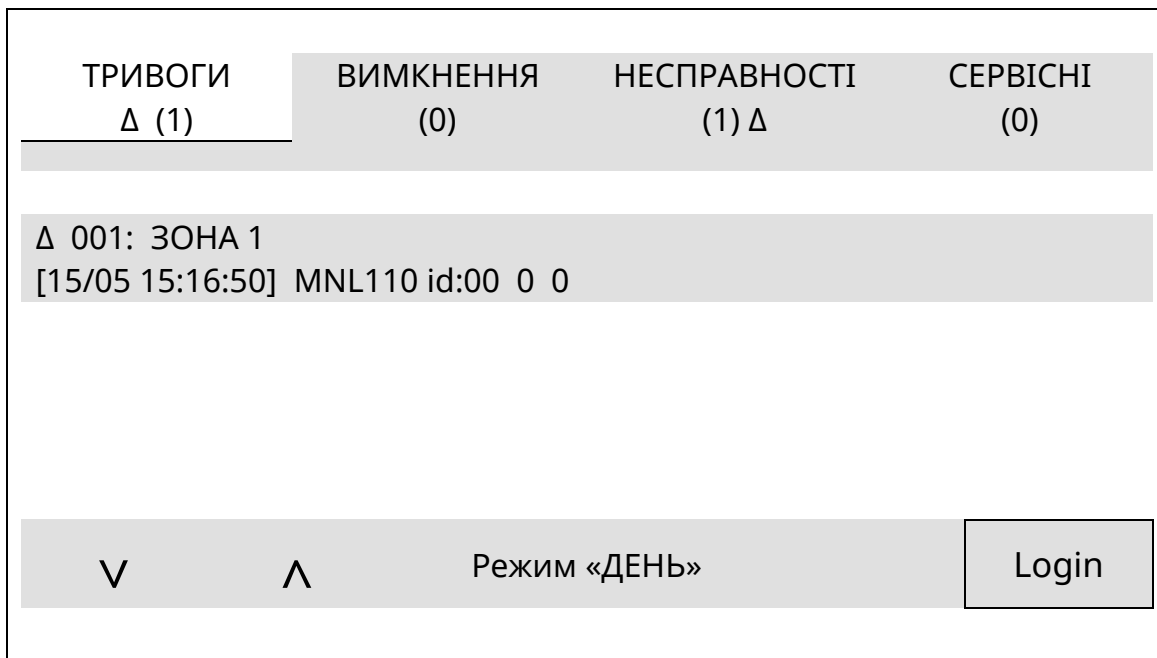 ТРИВОГИ ВИМКНЕННЯ НЕСПРАВНОСТІ СЕРВІСНІ
Δ (1) (0) (1) Δ (0)
Δ 001: ЗОНА 1
[15/05 15:16:50] MNL110 id:00 0 0
V Λ Режим «ДЕНЬ» Login